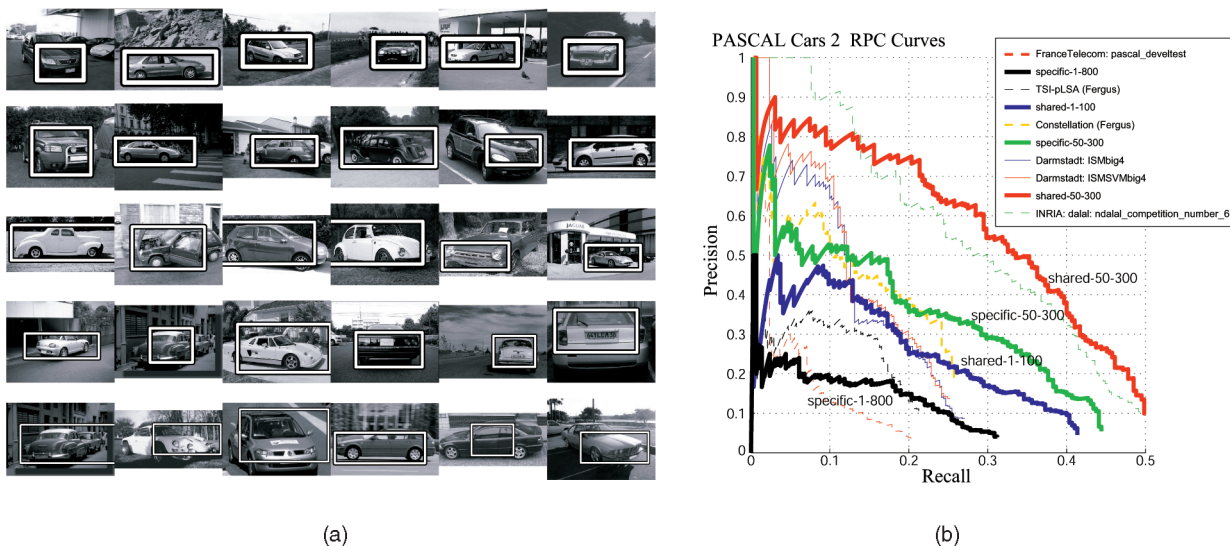 PASCAL Cars 2 RPC Curves
FranceTelecom: pascal_develtest
specific-1-800
TSI-pLSA (Fergus)
shared-1-100
Constellation (Fergus)
specific-50-300
Darmstadt: ISMbig4
Darmstadt: ISMSVMbig4
shared-50-300
INRIA: dalal: ndalal_competition_number_6
1
0.9
0.8
0.7
0.6
0.5
0.4
0.3
0.2
0.1
0
Precision
shared-50-300
specific-50-300
shared-1-100
specific-1-800
0
0.1
0.2
0.3
0.4
0.5
Recall
JAGUAR
(a)
(b)